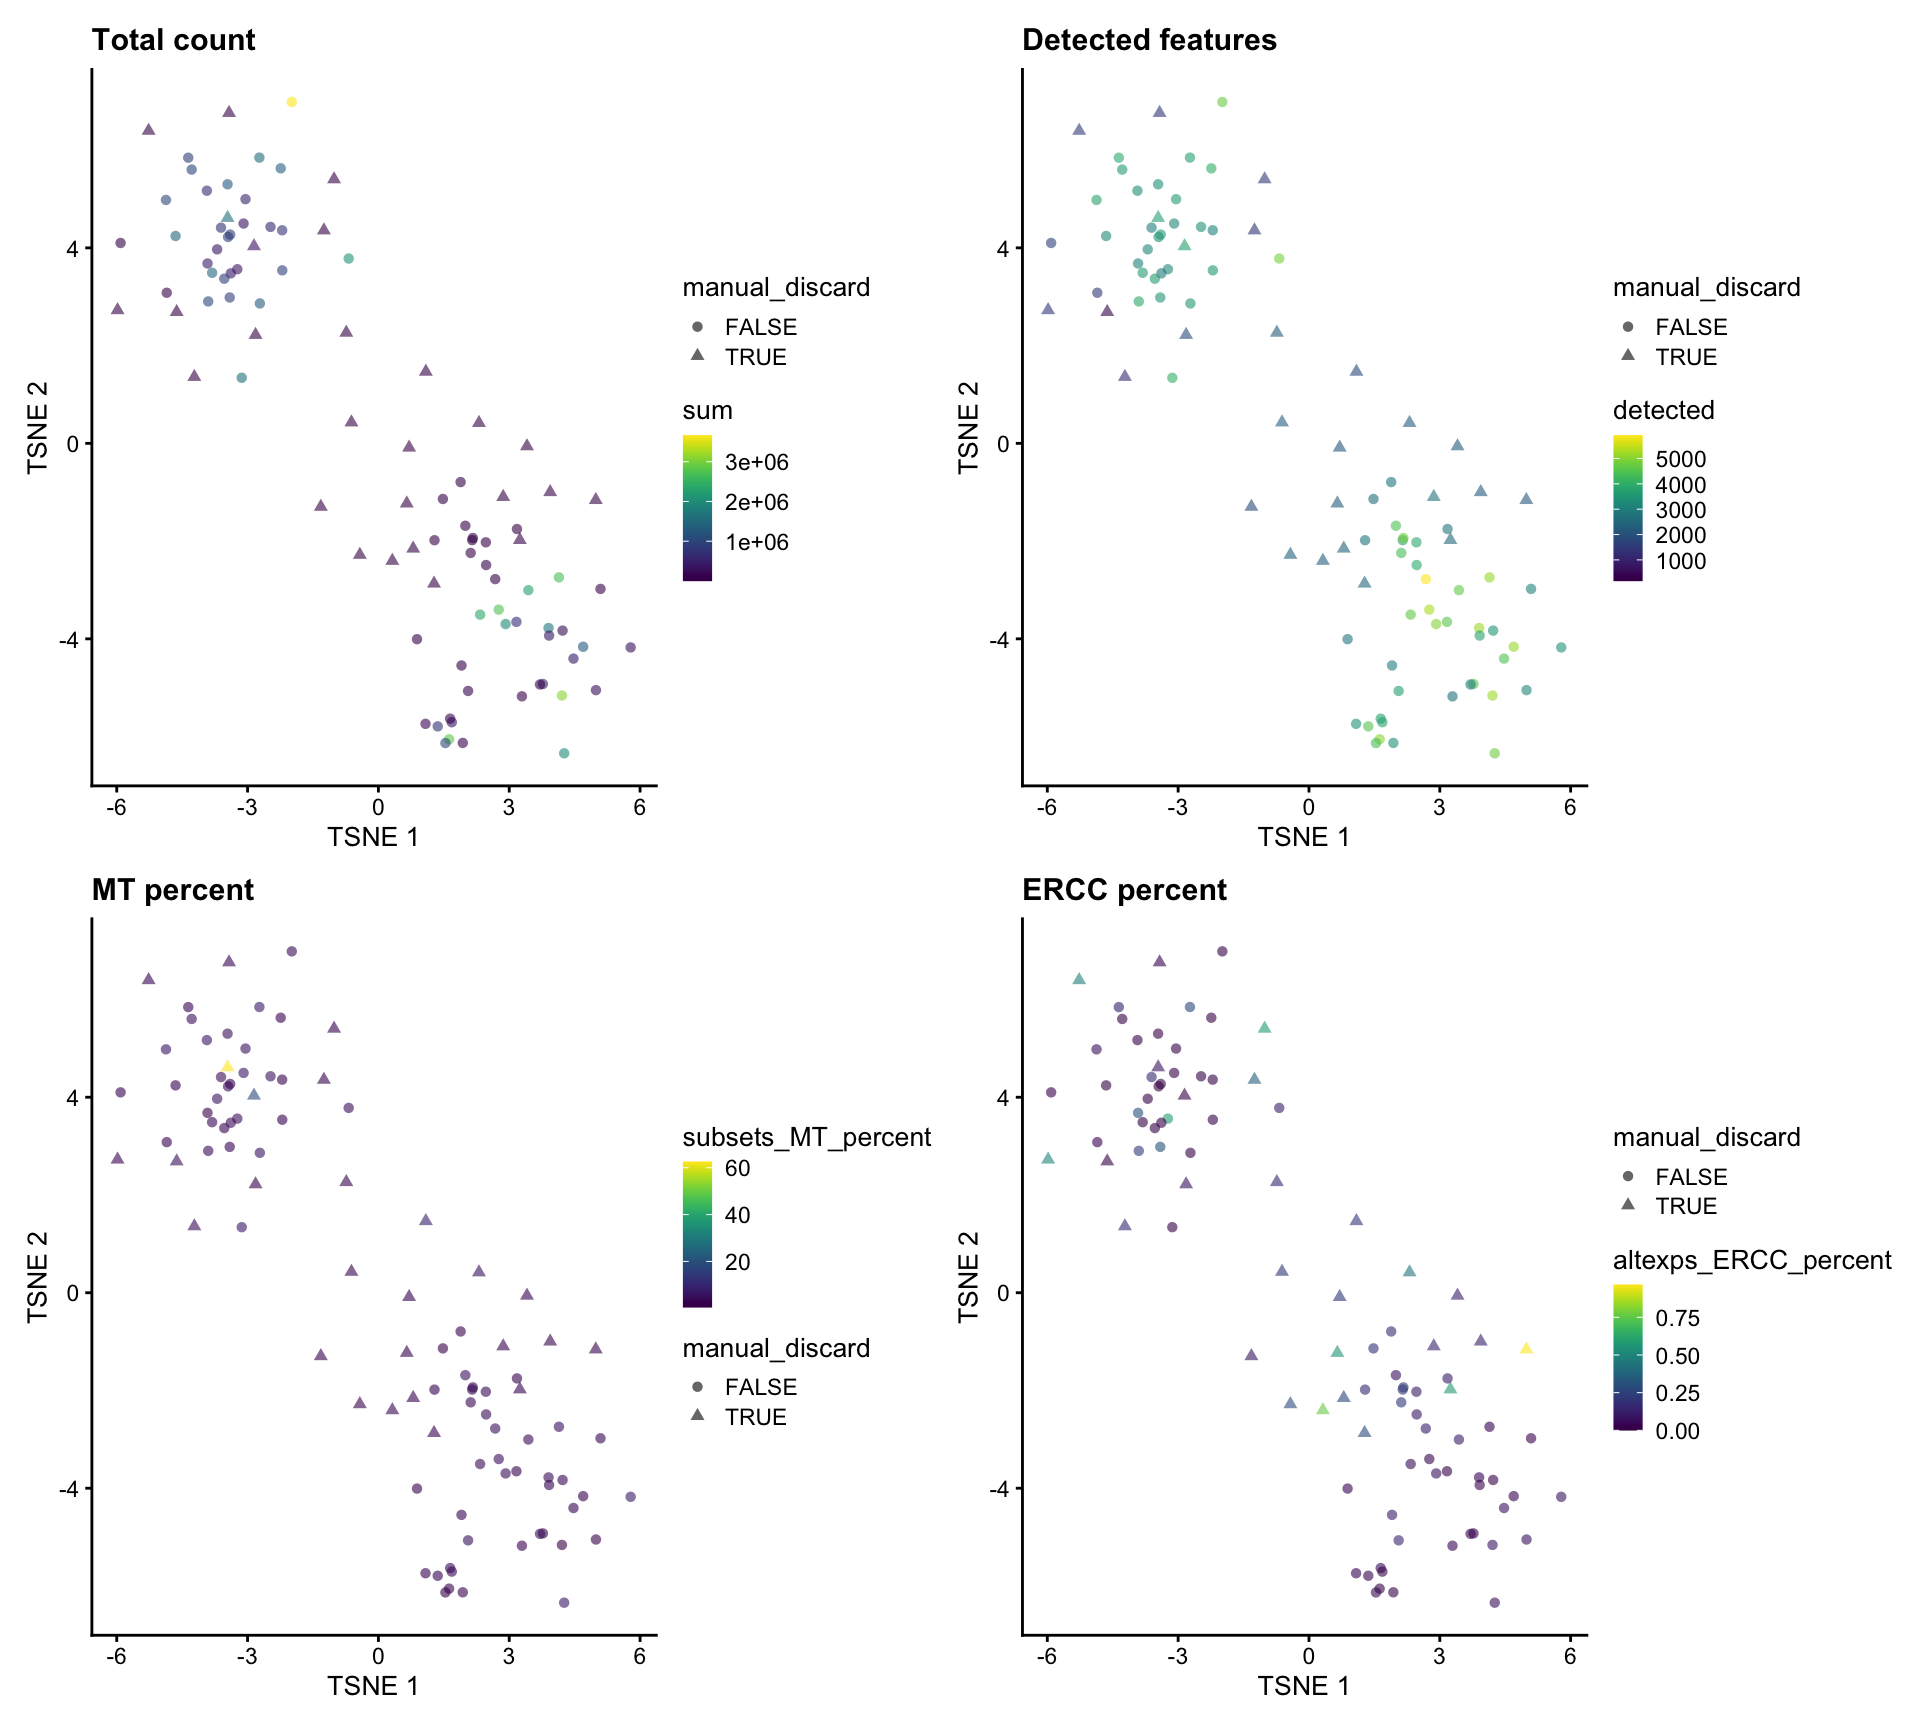 Total count
TSNE 2
4
0
-4
-6
-3
0
3
6
TSNE 1
manual_discard
FALSE
TRUE
sum
3e+06
2e+06
1e+06
Detected features
TSNE 2
4
0
-4
-6
-3
0
3
6
TSNE 1
manual_discard
FALSE
TRUE
detected
5000
4000
3000
2000
1000
MT percent
TSNE 2
4
0
-4
-6
-3
0
3
6
TSNE 1
subsets_MT_percent
60
40
20
manual_discard
FALSE
TRUE
ERCC percent
TSNE 2
4
0
-4
-6
-3
0
3
6
TSNE 1
manual_discard
FALSE
TRUE
altexps_ERCC_percent
0.75
0.50
0.25
0.00